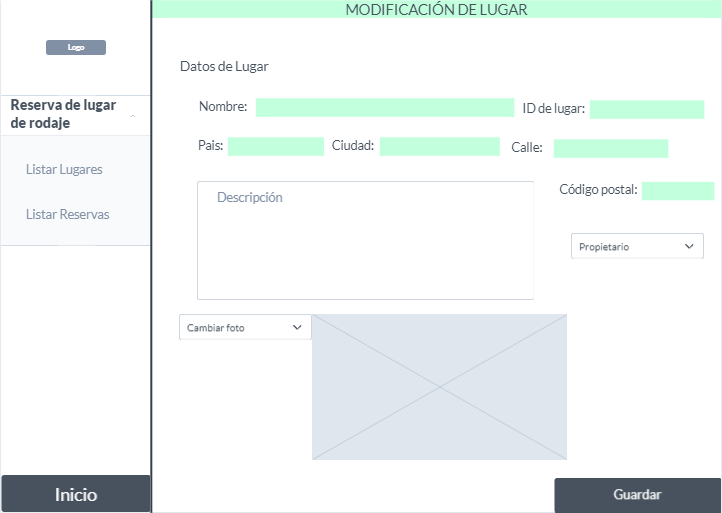 MODIFICACIÓN DE LUGAR
Logo
Reserva de lugar
de rodaje
Listar Lugares
Listar Reservas
Inicio
Datos de Lugar
Nombre: ID de lugar:
Pais: Ciudad: Calle:
Descripción
Código postal:
Propietario
Cambiar foto
Guardar